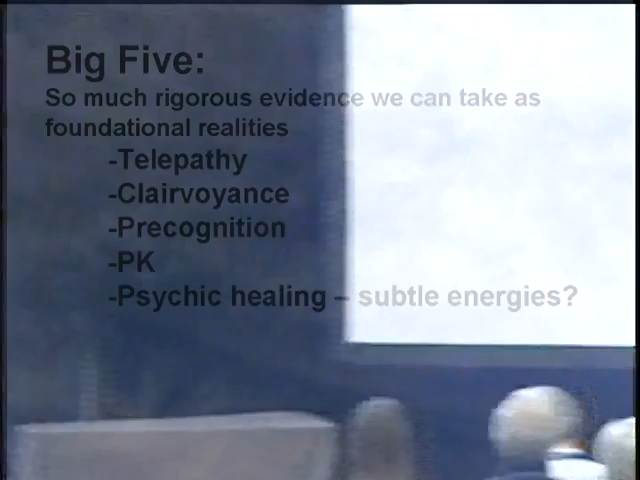 Big Five:
So much rigorous evidence we can take as
foundational realities
-Telepathy
-Clairvoyance
-Precognition
-PK
-Psychic healing – subtle energies?